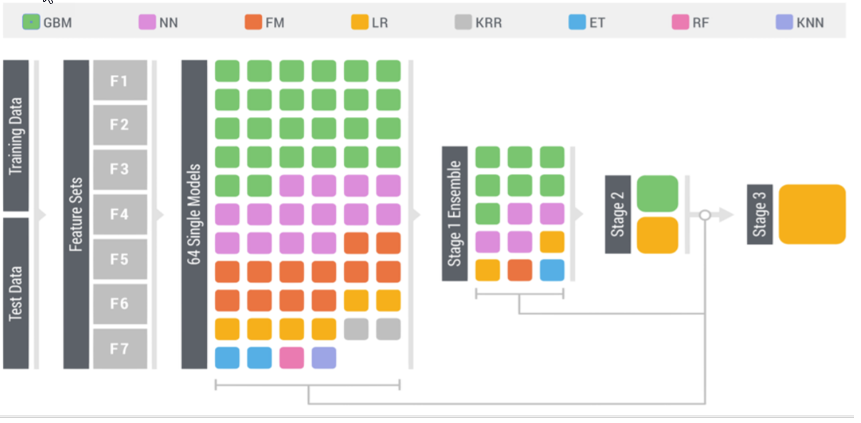 GBM NN FM LR KRR ET RF KNN
Training Data
Test Data
Feature Sets
F1
F2
F3
F4
F5
F6
F7
64 Single Models
Stage 1 Ensemble
Stage 2
Stage 3